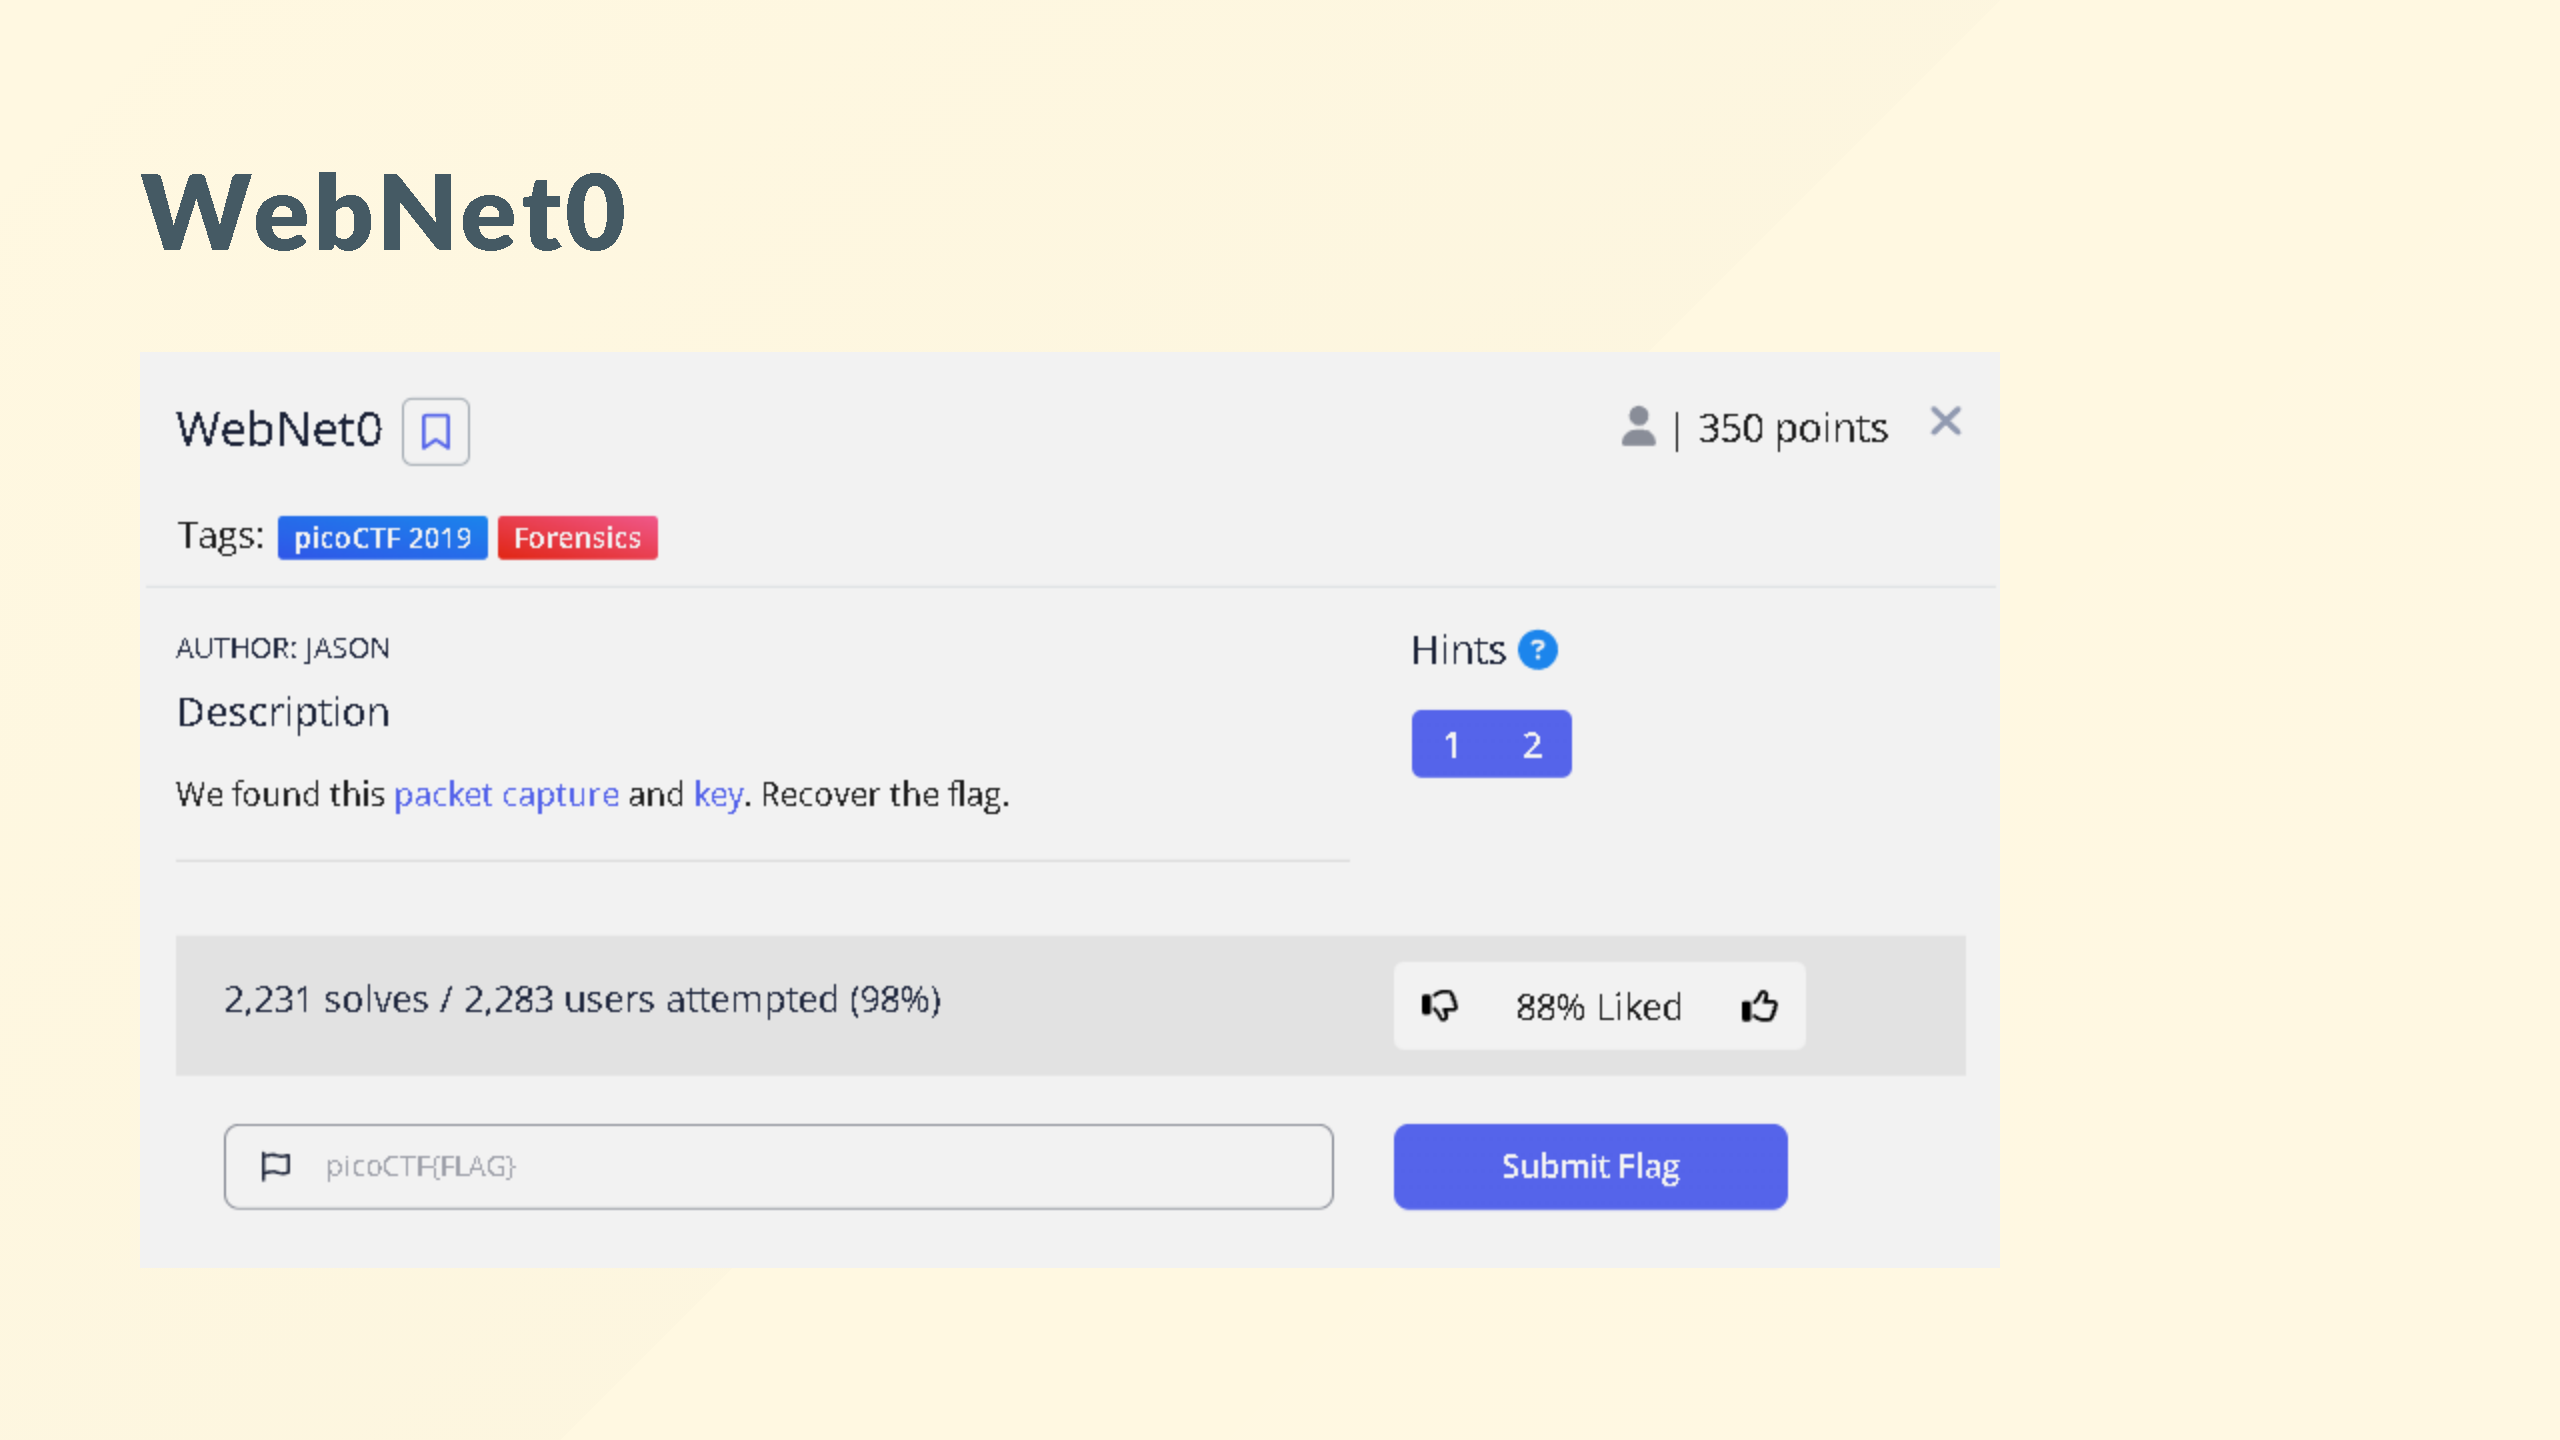 WebNet0
WebNet0 | 350 points
Tags: picoCTF 2019 Forensics
AUTHOR: JASON
Hints ?
Description
1 2
We found this packet capture and key. Recover the flag.
2,231 solves / 2,283 users attempted (98%)
88% Liked
picoCTF{FLAG}
Submit Flag